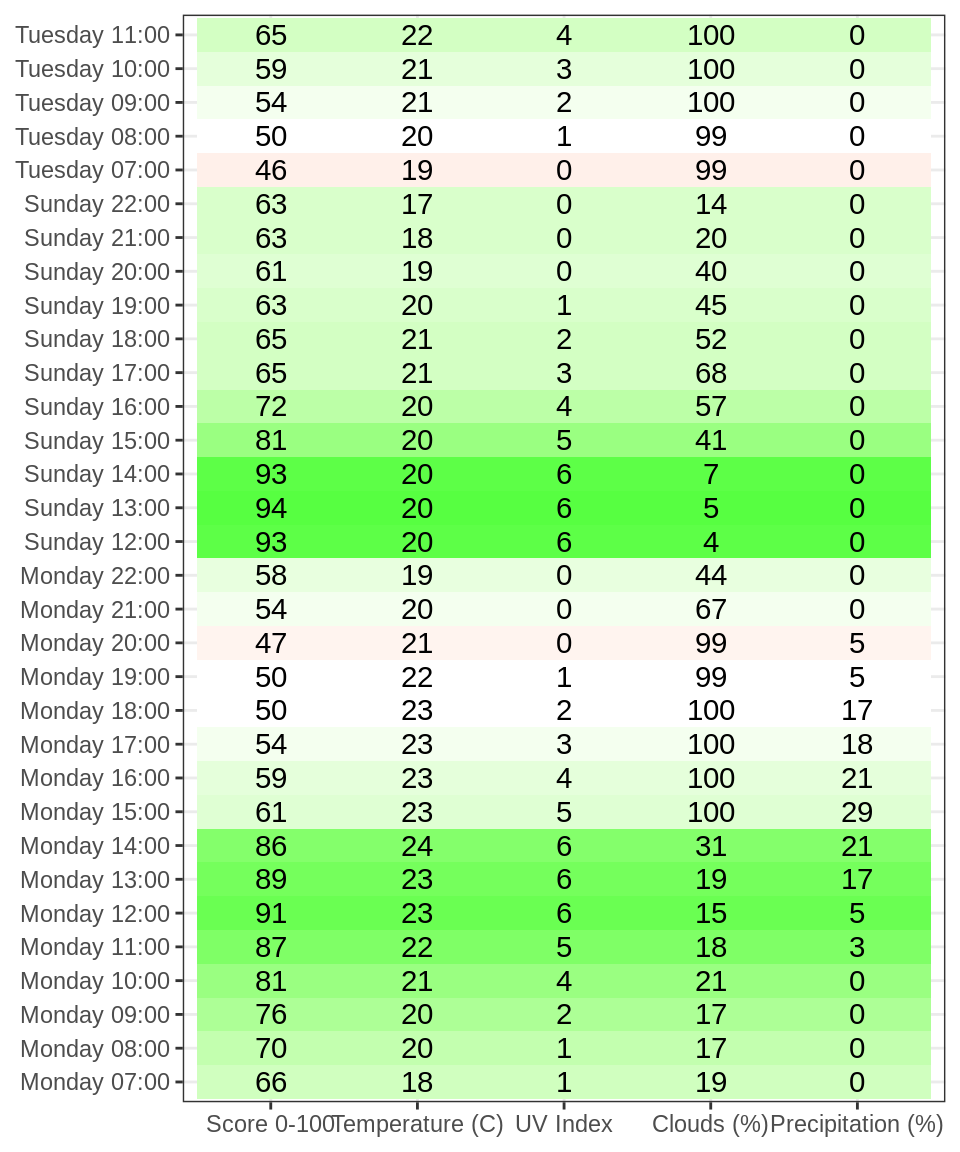 Tuesday 11:00 65 22 4 100 0
Tuesday 10:00 59 21 3 100 0
Tuesday 09:00 54 21 2 100 0
Tuesday 08:00 50 20 1 99 0
Tuesday 07:00 46 19 0 99 0
Sunday 22:00 63 17 0 14 0
Sunday 21:00 63 18 0 20 0
Sunday 20:00 61 19 0 40 0
Sunday 19:00 63 20 1 45 0
Sunday 18:00 65 21 2 52 0
Sunday 17:00 65 21 3 68 0
Sunday 16:00 72 20 4 57 0
Sunday 15:00 81 20 5 41 0
Sunday 14:00 93 20 6 7 0
Sunday 13:00 94 20 6 5 0
Sunday 12:00 93 20 6 4 0
Monday 22:00 58 19 0 44 0
Monday 21:00 54 20 0 67 0
Monday 20:00 47 21 0 99 5
Monday 19:00 50 22 1 99 5
Monday 18:00 50 23 2 100 17
Monday 17:00 54 23 3 100 18
Monday 16:00 59 23 4 100 21
Monday 15:00 61 23 5 100 29
Monday 14:00 86 24 6 31 21
Monday 13:00 89 23 6 19 17
Monday 12:00 91 23 6 15 5
Monday 11:00 87 22 5 18 3
Monday 10:00 81 21 4 21 0
Monday 09:00 76 20 2 17 0
Monday 08:00 70 20 1 17 0
Monday 07:00 66 18 1 19 0
Score 0-100 Temperature (C) UV Index Clouds (%) Precipitation (%)